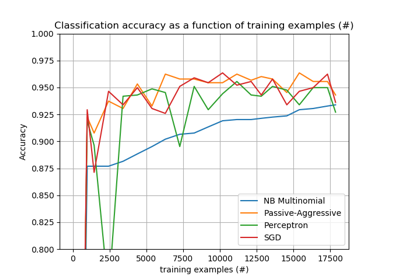 Classification accuracy as a function of training examples (#)
1.000
0.975
0.950
0.925
0.900
0.875
0.850
0.825
0.800
Accuracy
NB Multinomial
Passive-Aggressive
Perceptron
SGD
0 2500 5000 7500 10000 12500 15000 17500
training examples (#)